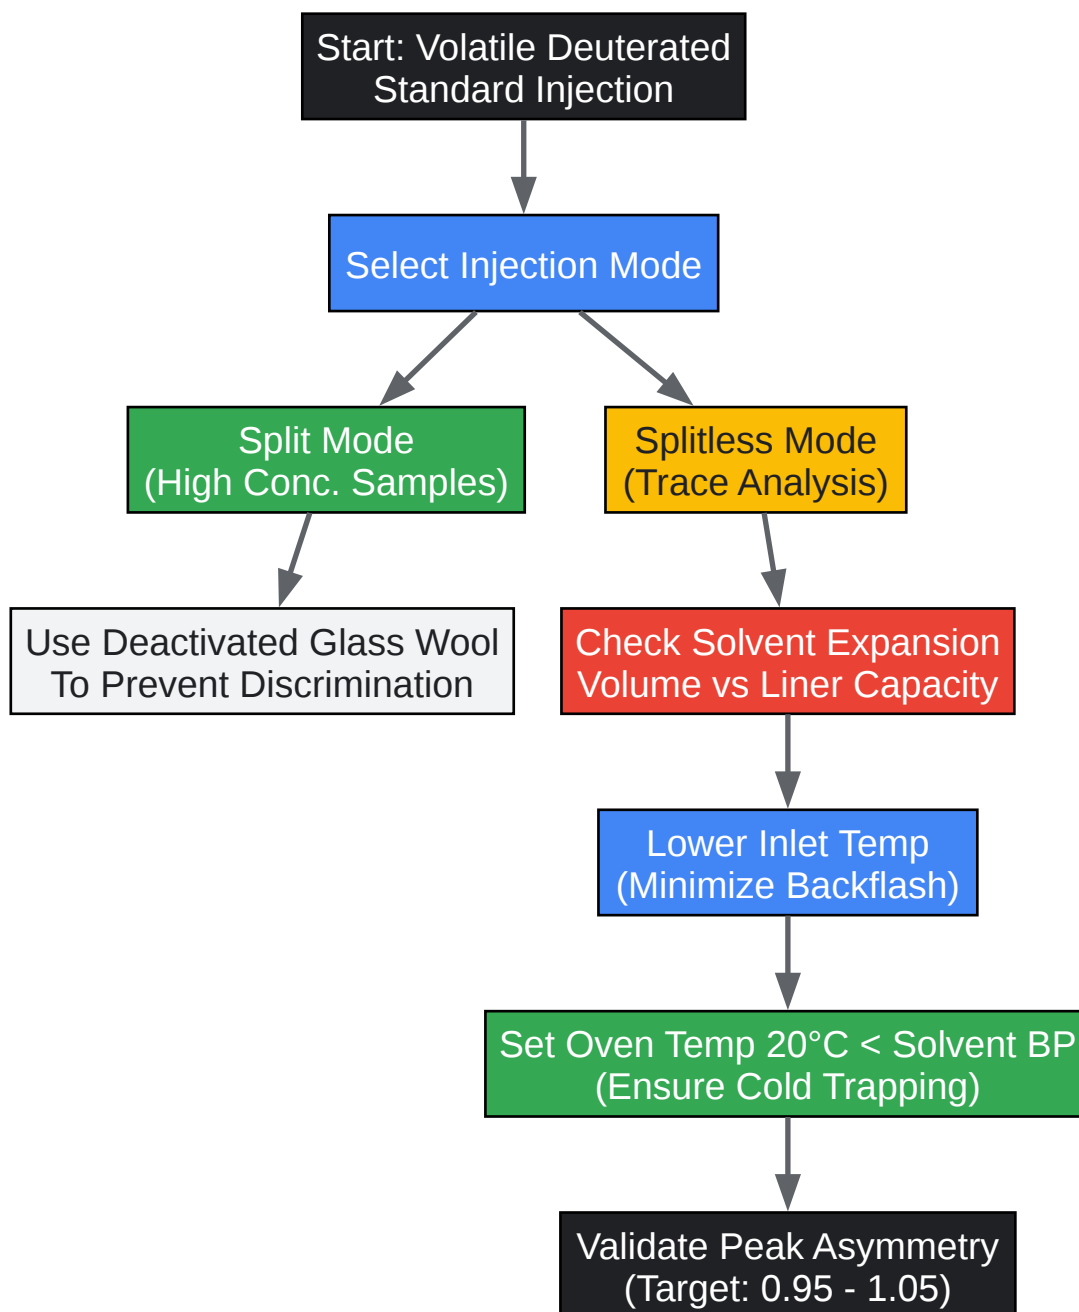 Start: Volatile Deuterated
Standard Injection
Select Injection Mode
Split Mode
(High Conc. Samples)
Splitless Mode
(Trace Analysis)
Use Deactivated Glass Wool
To Prevent Discrimination
Check Solvent Expansion
Volume vs Liner Capacity
Lower Inlet Temp
(Minimize Backflash)
Set Oven Temp 20°C < Solvent BP
(Ensure Cold Trapping)
Validate Peak Asymmetry
(Target: 0.95 - 1.05)